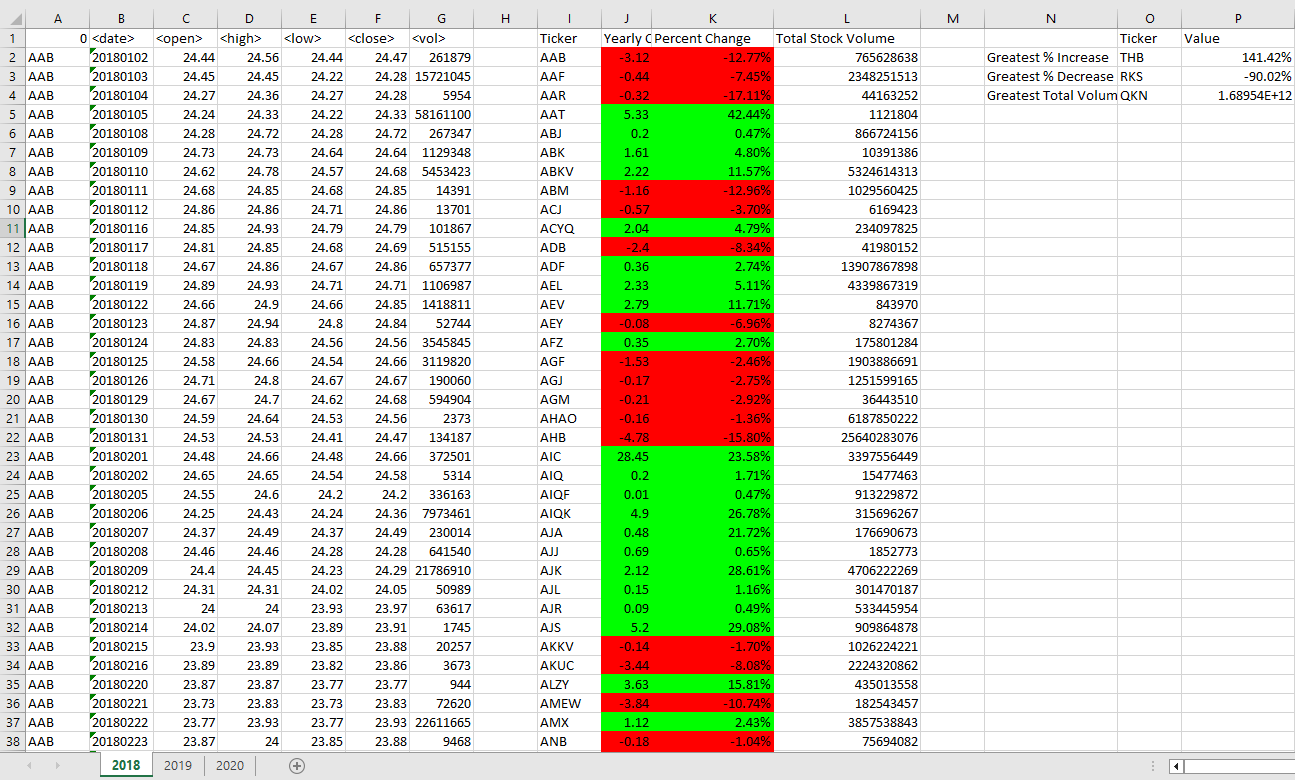 A B C D E F G H I J K L M N O P
1 0 <date> <open> <high> <low> <close> <vol> Ticker Yearly C Percent Change Total Stock Volume Ticker Value
2 AAB 20180102 24.44 24.56 24.44 24.47 261879 AAB -3.12 -12.77% 765628638 Greatest % Increase THB 141.42%
3 AAB 20180103 24.45 24.45 24.22 24.28 15721045 AAF -0.44 -7.45% 2348251513 Greatest % Decrease RKS -90.02%
4 AAB 20180104 24.27 24.36 24.27 24.28 5954 AAR -0.32 -17.11% 44163252 Greatest Total Volum QKN 1.68954E+12
5 AAB 20180105 24.24 24.33 24.22 24.33 58161100 AAT 5.33 42.44% 1121804
6 AAB 20180108 24.28 24.72 24.28 24.72 267347 ABJ 0.2 0.47% 866724156
7 AAB 20180109 24.73 24.73 24.64 24.64 1129348 ABK 1.61 4.80% 10391386
8 AAB 20180110 24.62 24.78 24.57 24.68 5453423 ABKV 2.22 11.57% 5324614313
9 AAB 20180111 24.68 24.85 24.68 24.85 14391 ABM -1.16 -12.96% 1029560425
10 AAB 20180112 24.86 24.86 24.71 24.86 13701 ACJ -0.57 -3.70% 6169423
11 AAB 20180116 24.85 24.93 24.79 24.79 101867 ACYQ 2.04 4.79% 234097825
12 AAB 20180117 24.81 24.85 24.68 24.69 515155 ADB -2.4 -8.34% 41980152
13 AAB 20180118 24.67 24.86 24.67 24.86 657377 ADF 0.36 2.74% 13907867898
14 AAB 20180119 24.89 24.93 24.71 24.71 1106987 AEL 2.33 5.11% 4339867319
15 AAB 20180122 24.66 24.9 24.66 24.85 1418811 AEV 2.79 11.71% 843970
16 AAB 20180123 24.87 24.94 24.8 24.84 52744 AEY -0.08 -6.96% 8274367
17 AAB 20180124 24.83 24.83 24.56 24.56 3545845 AFZ 0.35 2.70% 175801284
18 AAB 20180125 24.58 24.66 24.54 24.66 3119820 AGF -1.53 -2.46% 1903886691
19 AAB 20180126 24.71 24.8 24.67 24.67 190060 AGJ -0.17 -2.75% 1251599165
20 AAB 20180129 24.67 24.7 24.62 24.68 594904 AGM -0.21 -2.92% 36443510
21 AAB 20180130 24.59 24.64 24.53 24.56 2373 AHAO -0.16 -1.36% 6187850222
22 AAB 20180131 24.53 24.53 24.41 24.47 134187 AHB -4.78 -15.80% 25640283076
23 AAB 20180201 24.48 24.66 24.48 24.66 372501 AIC 28.45 23.58% 3397556449
24 AAB 20180202 24.65 24.65 24.54 24.58 5314 AIQ 0.2 1.71% 15477463
25 AAB 20180205 24.55 24.6 24.2 24.2 336163 AIQF 0.01 0.47% 913229872
26 AAB 20180206 24.25 24.43 24.24 24.36 7973461 AIQK 4.9 26.78% 315696267
27 AAB 20180207 24.37 24.49 24.37 24.49 230014 AJA 0.48 21.72% 176690673
28 AAB 20180208 24.46 24.46 24.28 24.28 641540 AJJ 0.69 0.65% 1852773
29 AAB 20180209 24.4 24.45 24.23 24.29 21786910 AJK 2.12 28.61% 4706222269
30 AAB 20180212 24.31 24.31 24.02 24.05 50989 AJL 0.15 1.16% 301470187
31 AAB 20180213 24 24 23.93 23.97 63617 AJR 0.09 0.49% 533445954
32 AAB 20180214 24.02 24.07 23.89 23.91 1745 AJS 5.2 29.08% 909864878
33 AAB 20180215 23.9 23.93 23.85 23.88 20257 AKKV -0.14 -1.70% 1026224221
34 AAB 20180216 23.89 23.89 23.82 23.86 3673 AKUC -3.44 -8.08% 2224320862
35 AAB 20180220 23.87 23.87 23.77 23.77 944 ALZY 3.63 15.81% 435013558
36 AAB 20180221 23.73 23.83 23.73 23.83 72620 AMEW -3.84 -10.74% 182543457
37 AAB 20180222 23.77 23.93 23.77 23.93 22611665 AMX 1.12 2.43% 3857538843
38 AAB 20180223 23.87 24 23.85 23.88 9468 ANB -0.18 -1.04% 75694082
2018 2019 2020